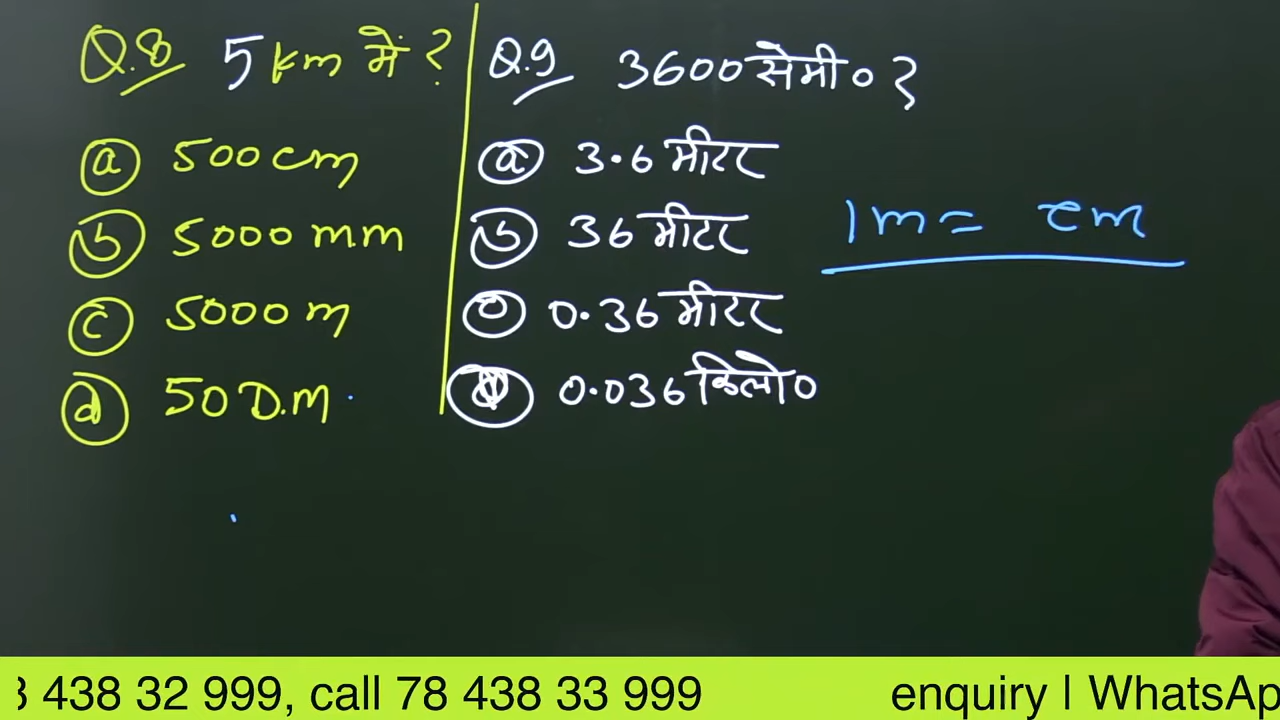 Q.8 5 km में ?
(a) 500 cm
(b) 5000 mm
(c) 5000 m
(d) 50 D.M
Q.9 3600 सेमी० ?
(a) 3.6 मीटर
(b) 36 मीटर
(c) 0.36 मीटर
(d) 0.036 किलो०
1m = cm
438 32 999, call 78 438 33 999 enquiry | WhatsAp